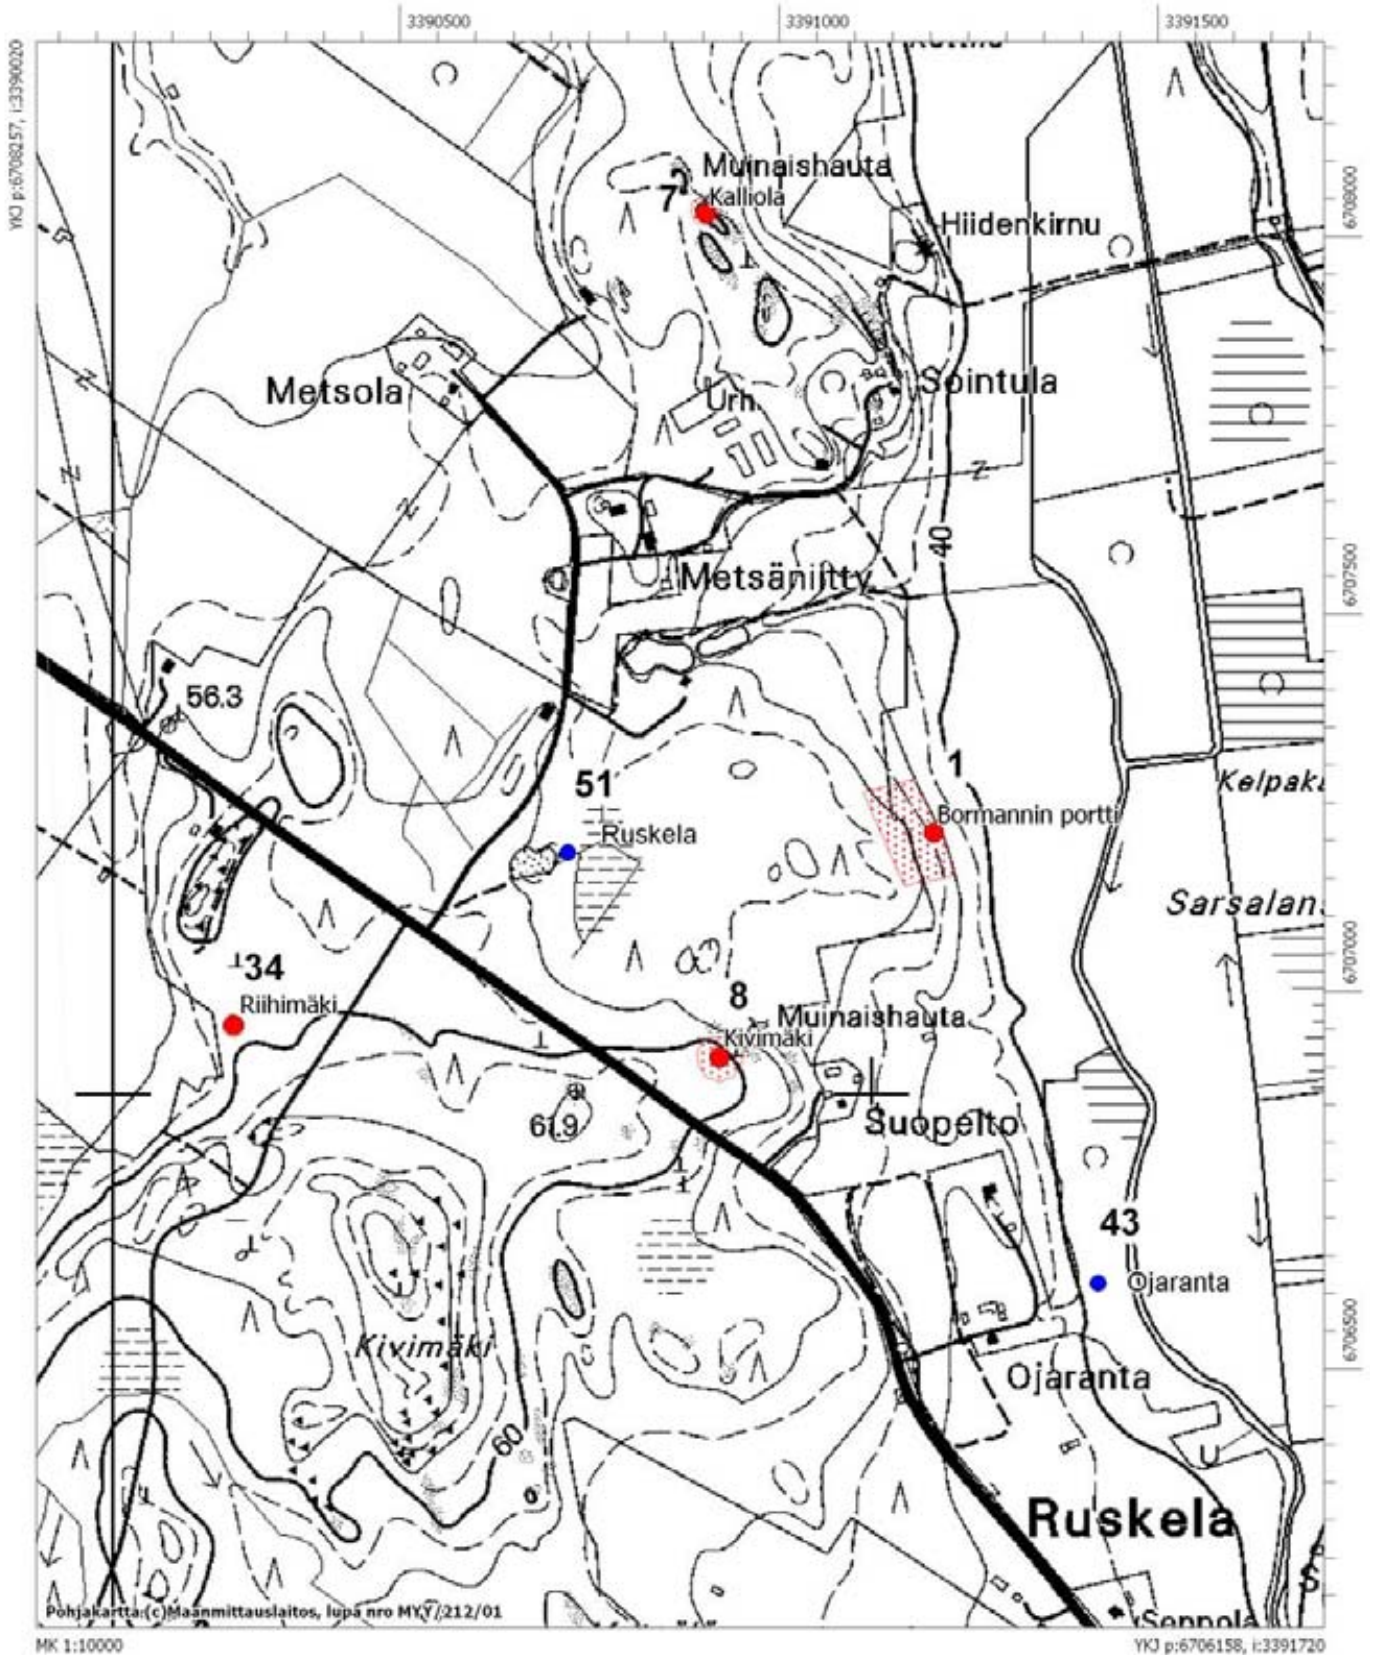 3390500
3391000
3391500
YKJ p:6708257, i:3390020
Muinaishauta
7
Kalliola
6708000
Hiidenkirnu
Metsola
Urh.
Sointula
40
Metsäniitty
6707500
56.3
51
1
Kelpaka
Ruskela
Bormannin portti
Sarsalan
34
6707000
Riihimäki
8
Muinaishauta
Kivimäki
61.9
Suopelto
43
Ojaranta
Kivimäki
6706500
Ojaranta
60
U
Ruskela
S
Pohjakartta:(c)Maanmittauslaitos, lupa nro MYY/212/01
Seppola
MK 1:10000
YKJ p:6706158, i:3391720